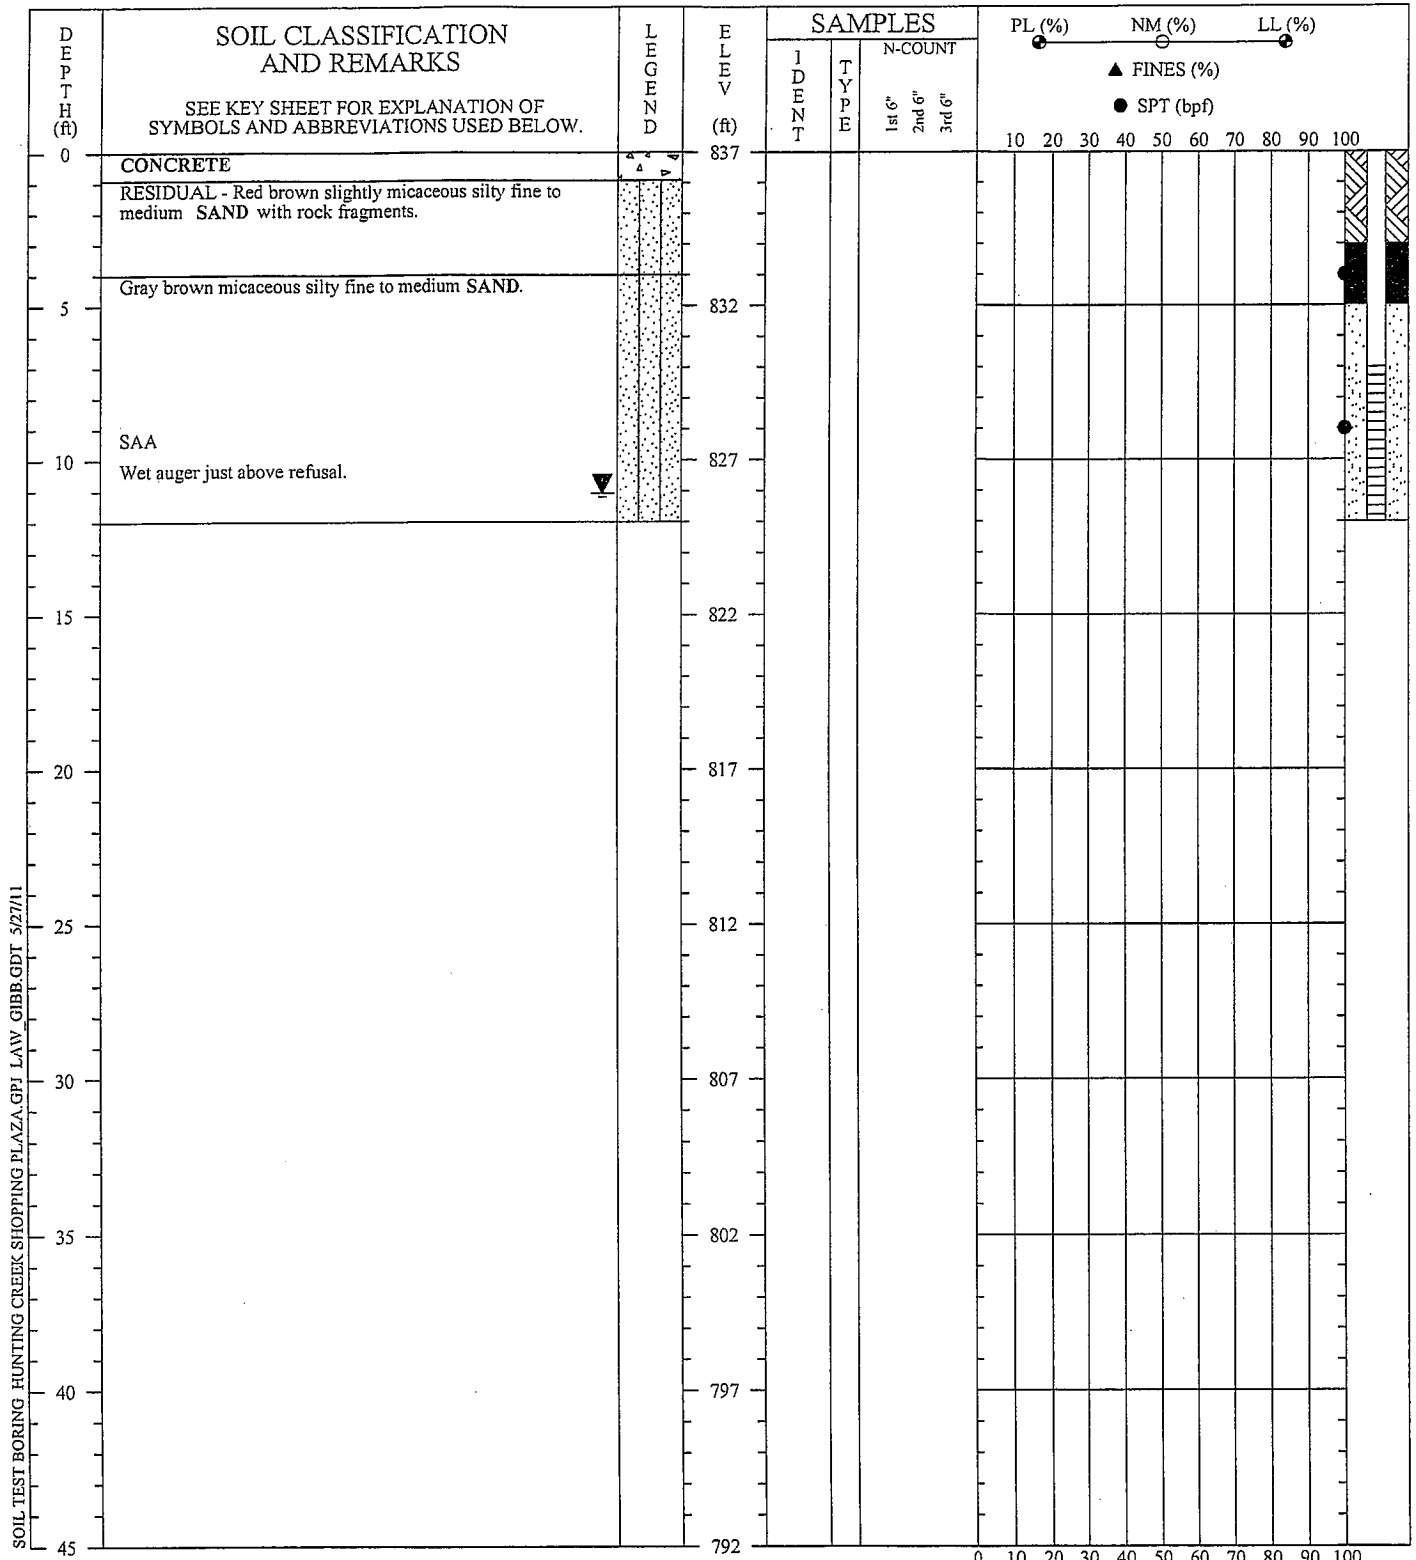 DEPTH (ft)
SOIL CLASSIFICATION
AND REMARKS
SEE KEY SHEET FOR EXPLANATION OF
SYMBOLS AND ABBREVIATIONS USED BELOW.
LEGEND
ELEV (ft)
SAMPLES
IDENT
TYPE
N-COUNT
1st 6"
2nd 6"
3rd 6"
PL (%) NM (%) LL (%)
▲ FINES (%)
● SPT (bpf)
10 20 30 40 50 60 70 80 90 100
0
CONCRETE
837
RESIDUAL - Red brown slightly micaceous silty fine to
medium SAND with rock fragments.
Gray brown micaceous silty fine to medium SAND.
5
832
SAA
10
827
Wet auger just above refusal.
15
822
20
817
25
812
30
807
35
802
40
797
45
792
0 10 20 30 40 50 60 70 80 90 100
SOIL TEST BORING HUNTING CREEK SHOPPING PLAZA.GPJ LAW_GIBB.GDT 5/27/11